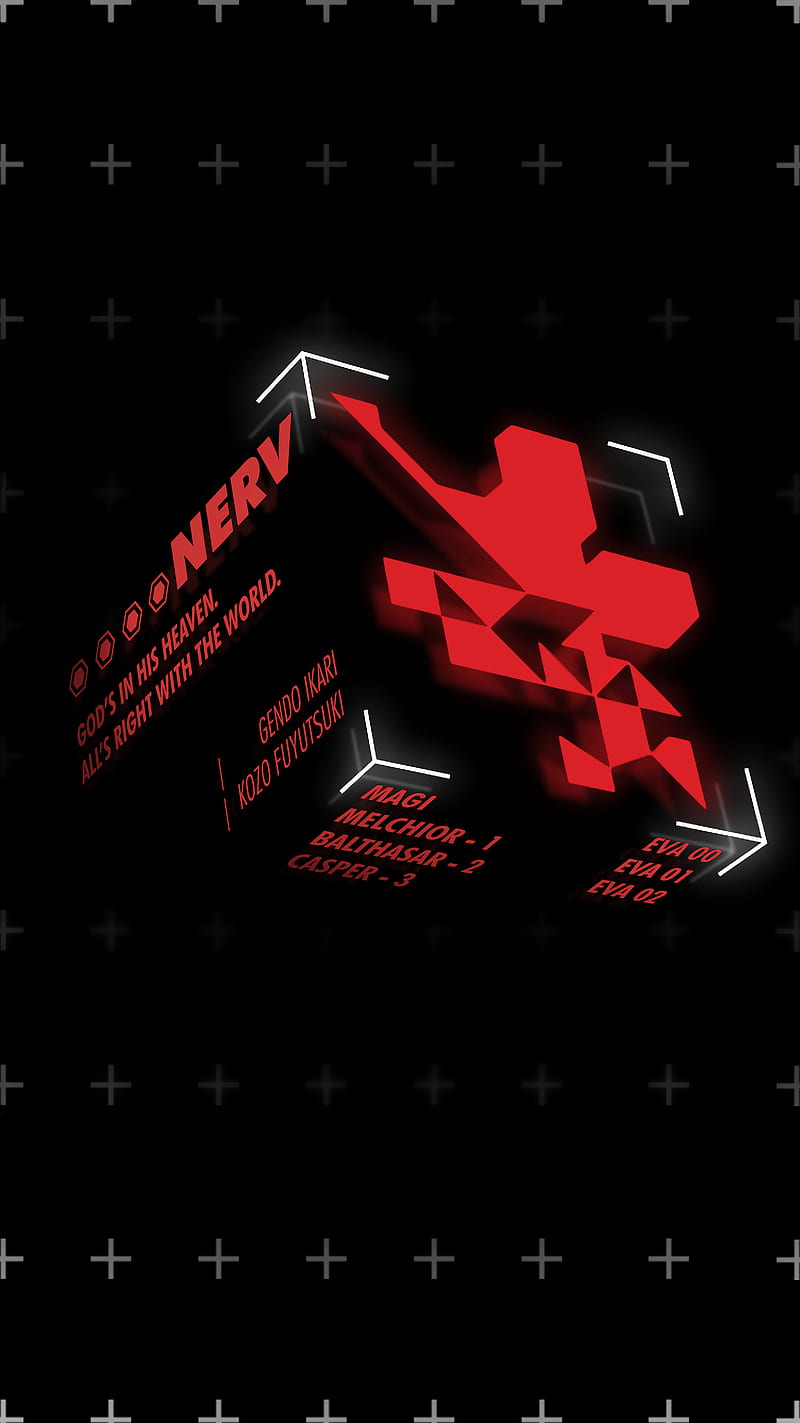 NERV
GOD'S IN HIS HEAVEN.
ALL'S RIGHT WITH THE WORLD.
GENDO IKARI
KOZO FUYUTSUKI
MAGI
MELCHIOR - 1
BALTHASAR - 2
CASPER - 3
EVA 00
EVA 01
EVA 02